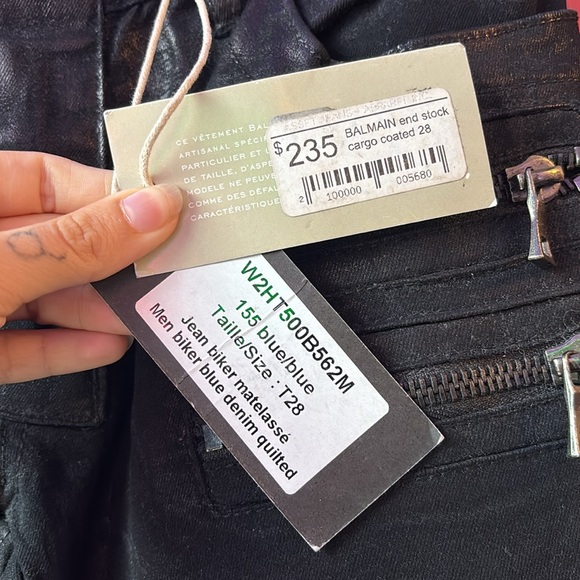 CE VÊTEMENT BAL
ARTISANAL SPÉCI
PARTICULIER ET U
DE TAILLE, D'ASP
MODÈLE NE PEUVE
COMME DES DÉFAU
CARACTÉRISTIQUE
$235
BALMAIN end stock
cargo coated 28
2 100000 005680
W2HT500B562M
155 blue/blue
Taille/Size : T28
Jean biker matelassé
Men biker blue denim quilted